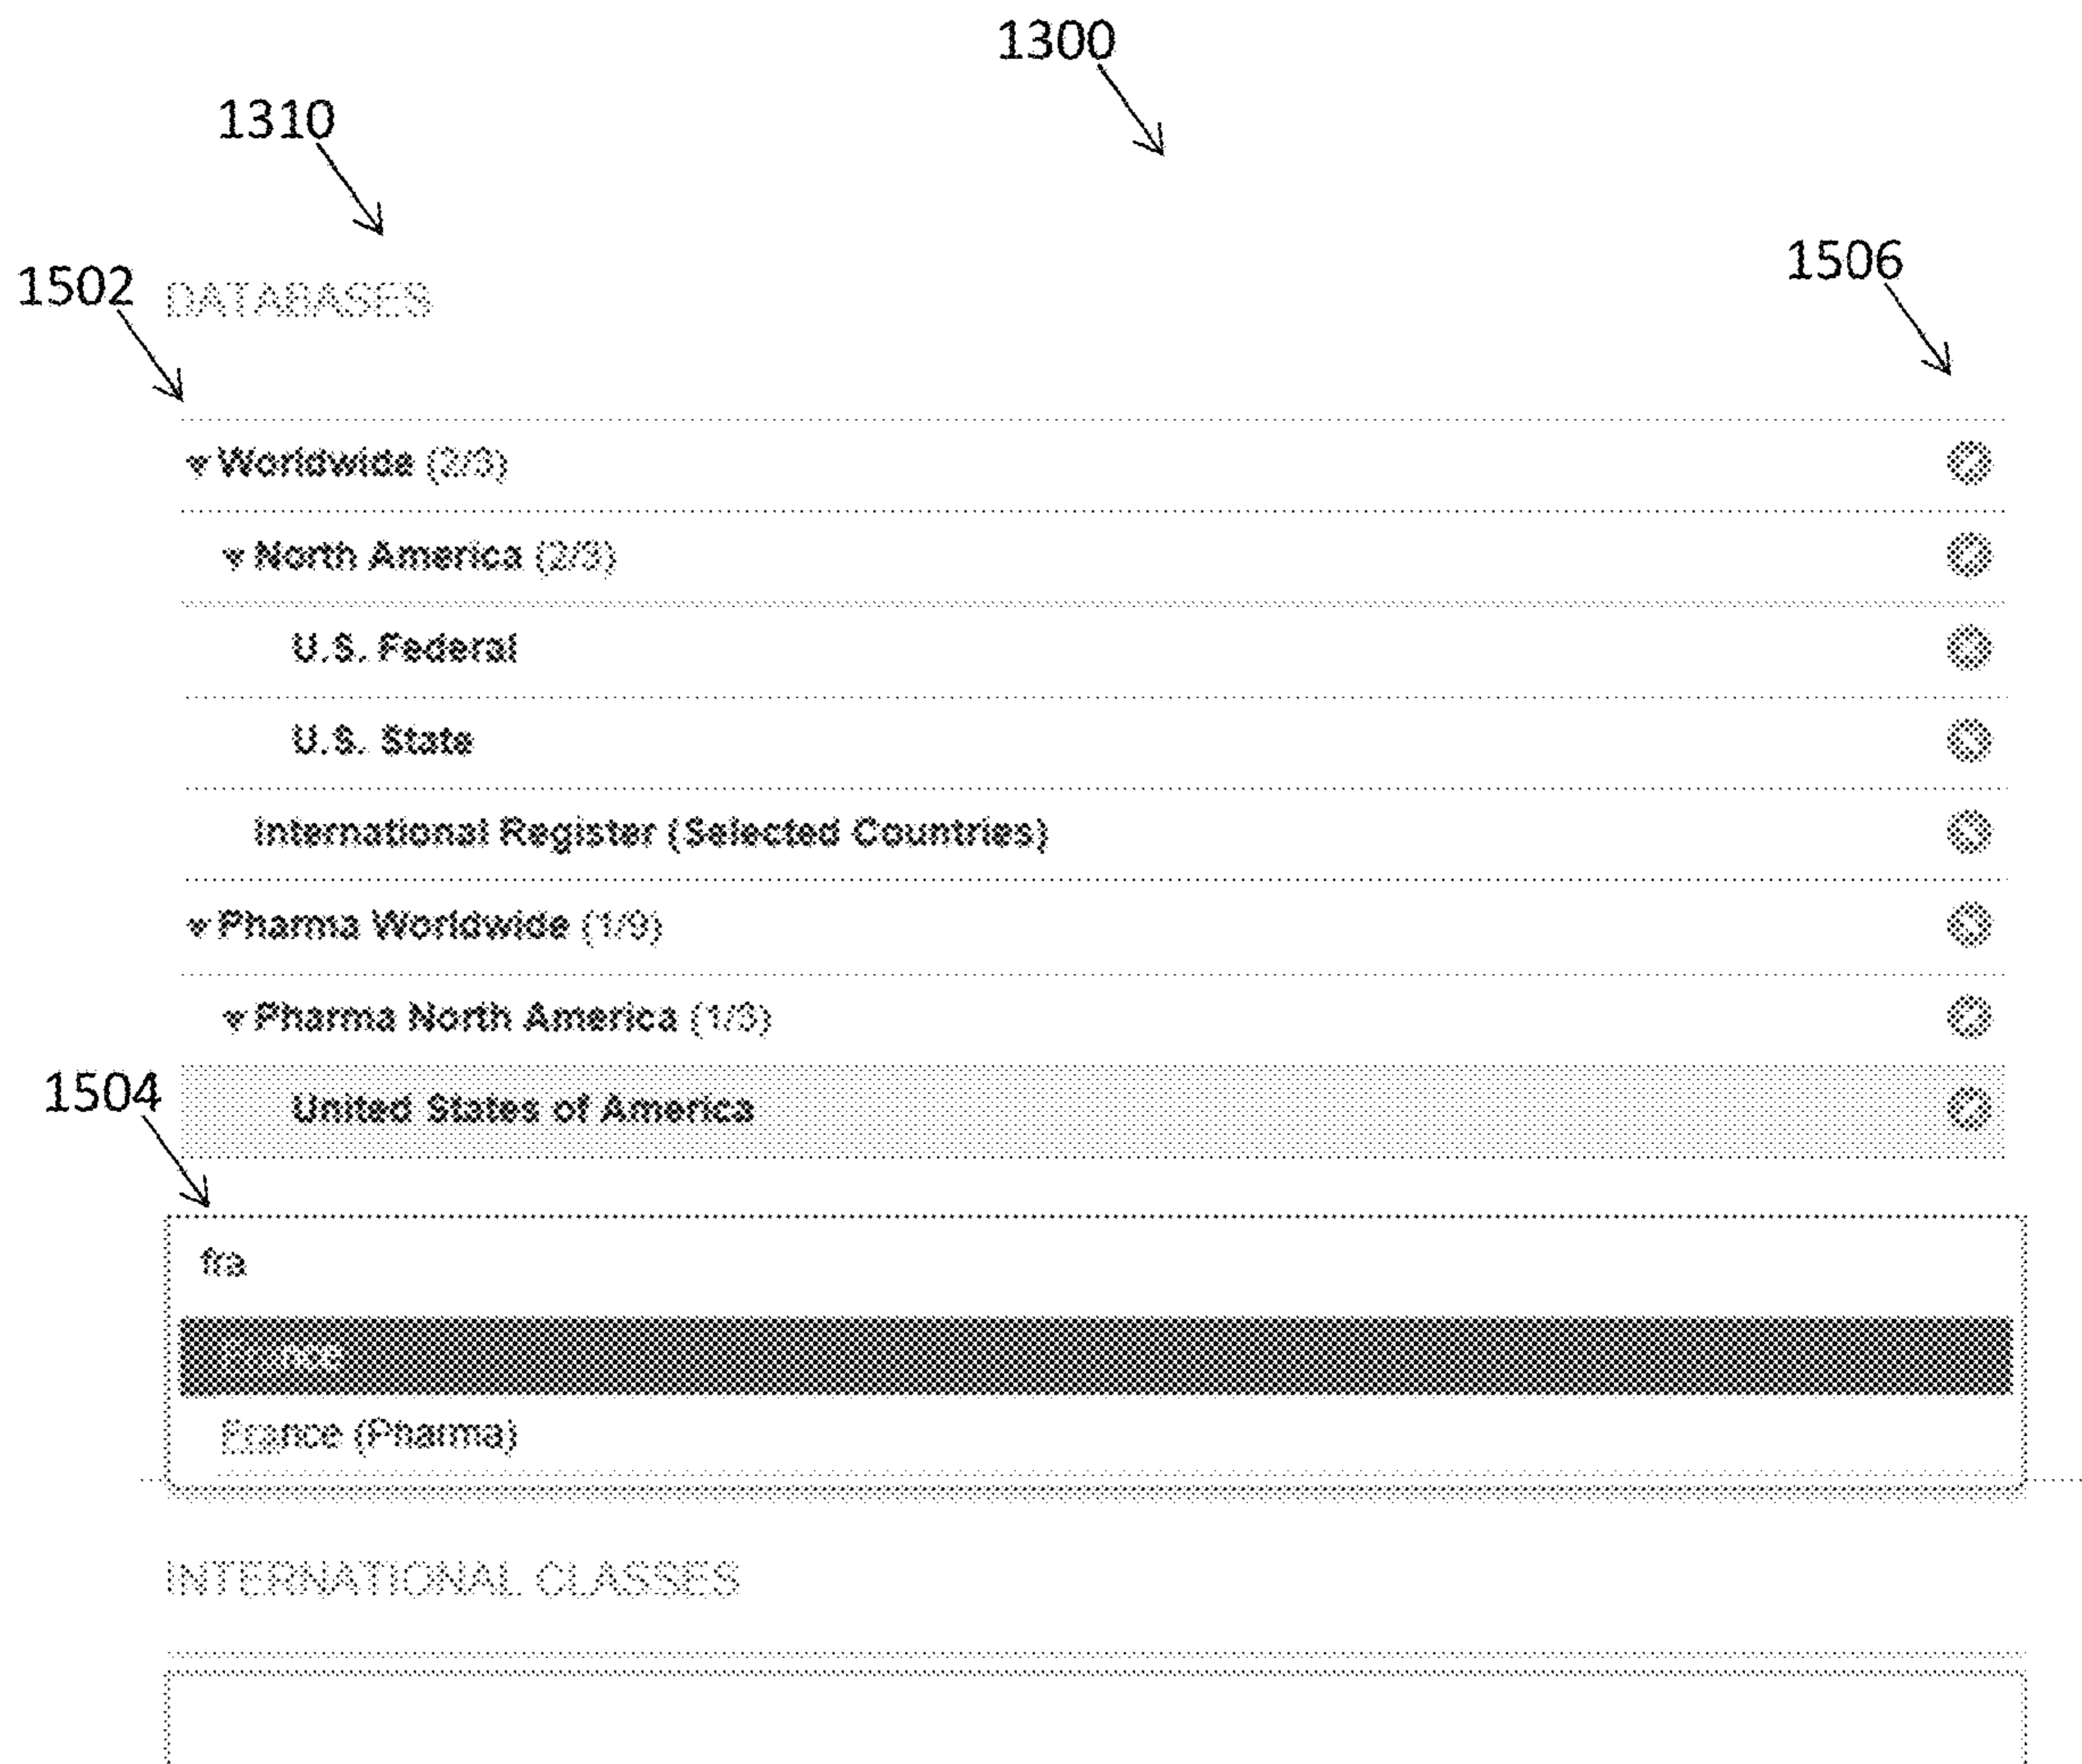 1300
1310
1506
1502 DATABASES
Worldwide (2/3)
North America (2/3)
U.S. Federal
U.S. State
International Register (Selected Countries)
Pharma Worldwide (1/9)
Pharma North America (1/3)
1504
United States of America
fra
France (Pharma)
INTERNATIONAL CLASSES